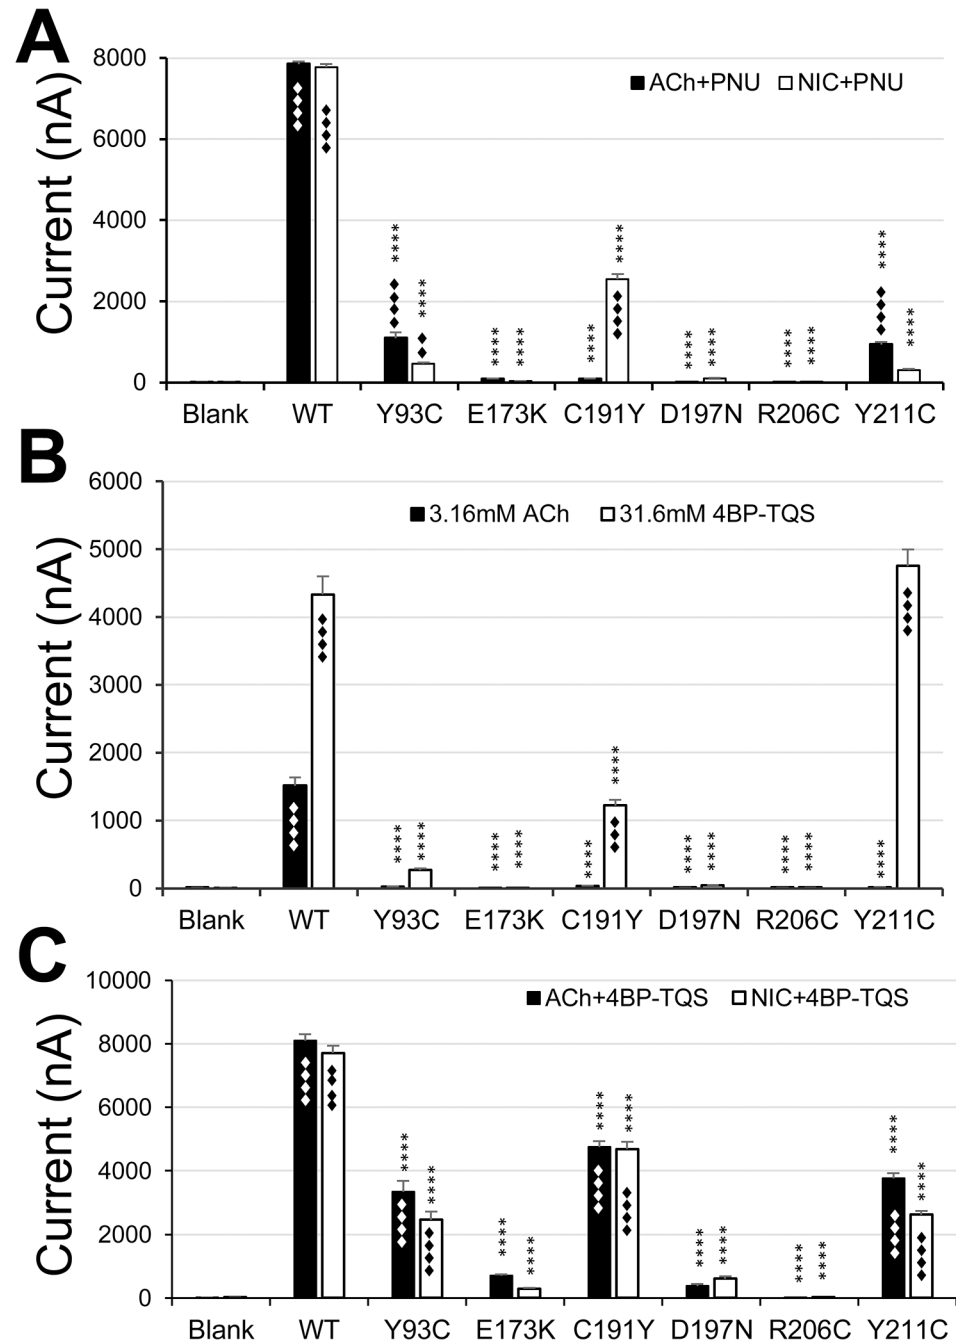 A
Current (nA)
8000
6000
4000
2000
0
ACh+PNU NIC+PNU
**** **** **** **** **** **** **** **** **** **** **** ****
Blank WT Y93C E173K C191Y D197N R206C Y211C
B
Current (nA)
6000
5000
4000
3000
2000
1000
0
3.16mM ACh 31.6mM 4BP-TQS
**** **** **** **** **** **** **** **** **** **** ****
Blank WT Y93C E173K C191Y D197N R206C Y211C
C
Current (nA)
10000
8000
6000
4000
2000
0
ACh+4BP-TQS NIC+4BP-TQS
**** **** **** **** **** **** **** **** **** **** **** ****
Blank WT Y93C E173K C191Y D197N R206C Y211C